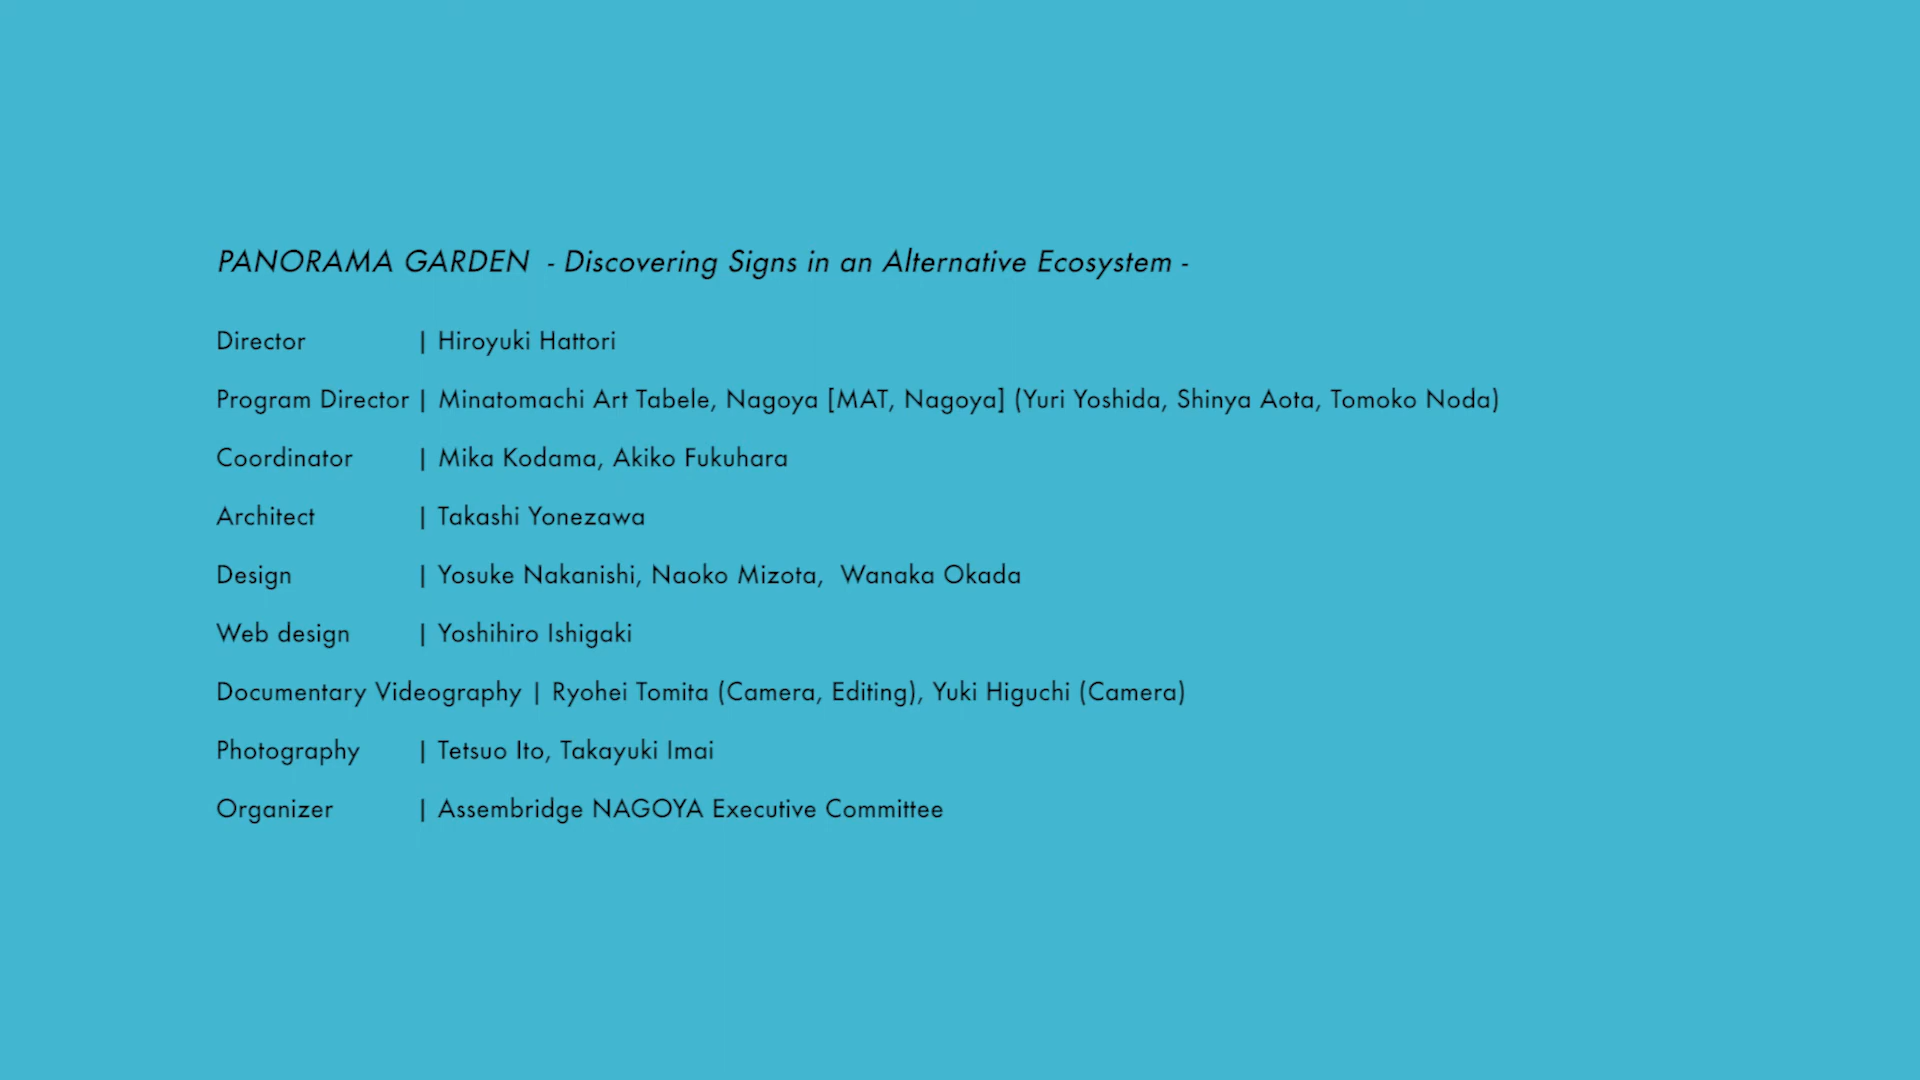 PANORAMA GARDEN - Discovering Signs in an Alternative Ecosystem -
Director | Hiroyuki Hattori
Program Director | Minatomachi Art Tabele, Nagoya [MAT, Nagoya] (Yuri Yoshida, Shinya Aota, Tomoko Noda)
Coordinator | Mika Kodama, Akiko Fukuhara
Architect | Takashi Yonezawa
Design | Yosuke Nakanishi, Naoko Mizota, Wanaka Okada
Web design | Yoshihiro Ishigaki
Documentary Videography | Ryohei Tomita (Camera, Editing), Yuki Higuchi (Camera)
Photography | Tetsuo Ito, Takayuki Imai
Organizer | Assembridge NAGOYA Executive Committee